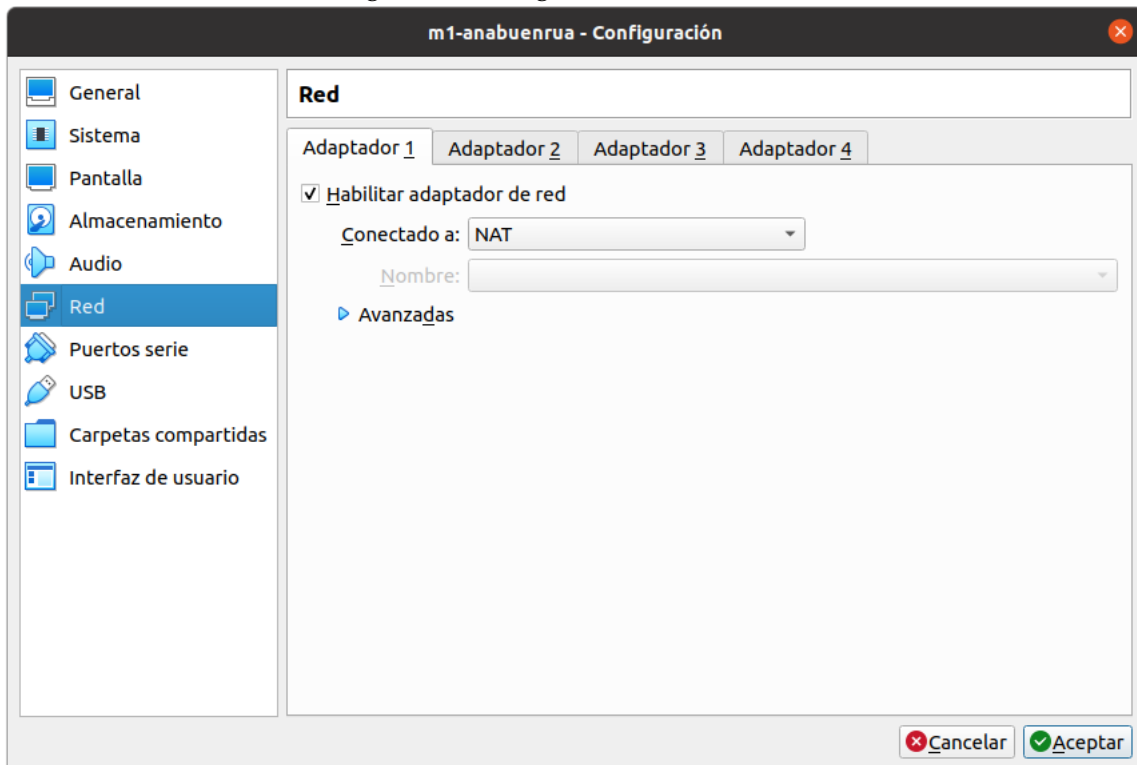 m1-anabuenrua - Configuración
General
Sistema
Pantalla
Almacenamiento
Audio
Red
Puertos serie
USB
Carpetas compartidas
Interfaz de usuario
Red
Adaptador 1 Adaptador 2 Adaptador 3 Adaptador 4
Habilitar adaptador de red
Conectado a: NAT
Nombre:
Avanzadas
Cancelar Aceptar